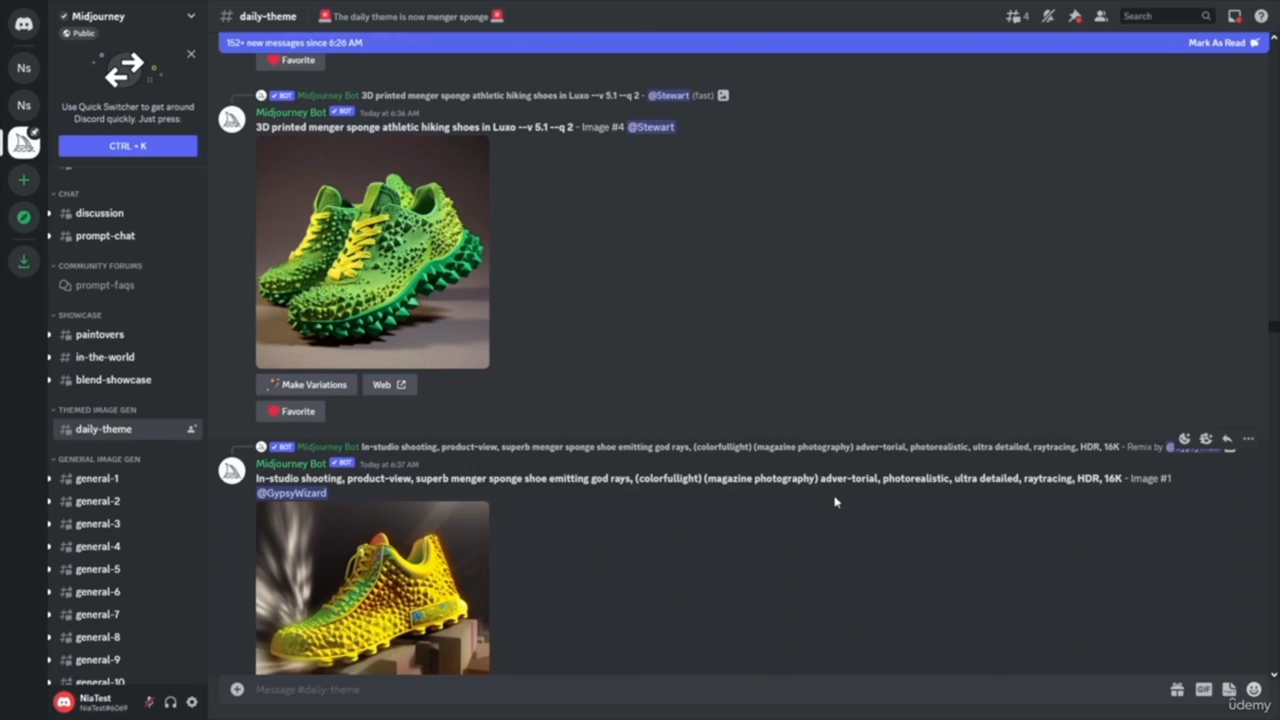 Midjourney
Public
Use Quick Switcher to get around
Discord quickly. Just press:
CTRL + K
CHAT
discussion
prompt-chat
COMMUNITY FORUMS
prompt-faqs
SHOWCASE
paintovers
in-the-world
blend-showcase
THEMED IMAGE GEN
daily-theme
GENERAL IMAGE GEN
general-1
general-2
general-3
general-4
general-5
general-6
general-7
general-8
general-9
general-10
NiaTest
NiaTest#6069
Ns
Ns
daily-theme
The daily theme is now menger sponge
4
Search
152+ new messages since 6:26 AM
Mark As Read
Favorite
BOT Midjourney Bot 3D printed menger sponge athletic hiking shoes in Luxo --v 5.1 --q 2 - @Stewart (fast)
Midjourney Bot BOT Today at 6:36 AM
3D printed menger sponge athletic hiking shoes in Luxo --v 5.1 --q 2 - Image #4 @Stewart
Make Variations
Web
Favorite
BOT Midjourney Bot In-studio shooting, product-view, superb menger sponge shoe emitting god rays, (colorfullight) (magazine photography) adver-torial, photorealistic, ultra detailed, raytracing, HDR, 16K - Remix by
Midjourney Bot BOT Today at 6:37 AM
In-studio shooting, product-view, superb menger sponge shoe emitting god rays, (colorfullight) (magazine photography) adver-torial, photorealistic, ultra detailed, raytracing, HDR, 16K - Image #1
@GypsyWizard
Message #daily-theme
GIF
ûdemy